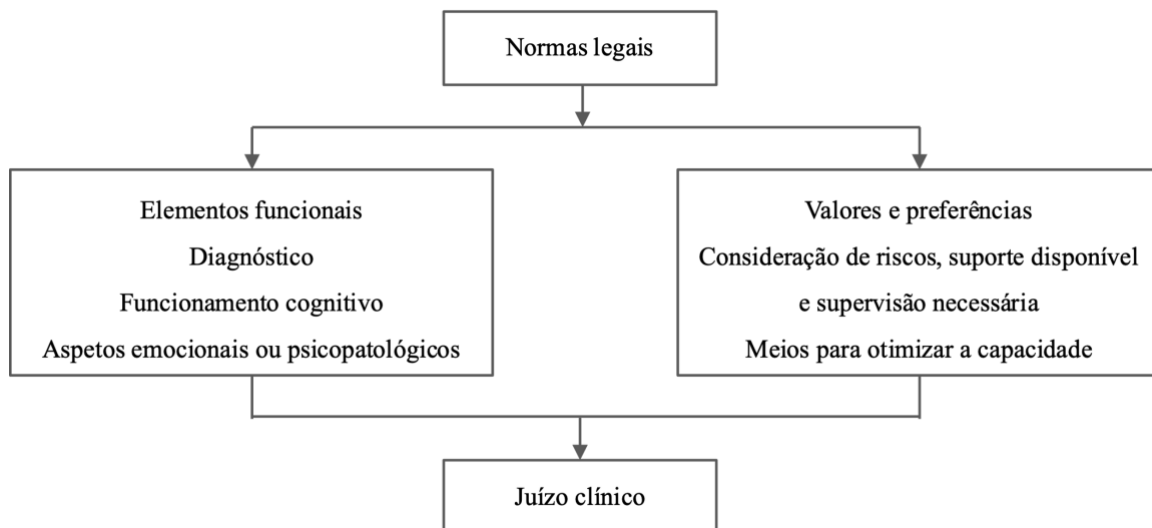 Normas legais
Elementos funcionais
Diagnóstico
Funcionamento cognitivo
Aspetos emocionais ou psicopatológicos
Valores e preferências
Consideração de riscos, suporte disponível
e supervisão necessária
Meios para otimizar a capacidade
Juízo clínico